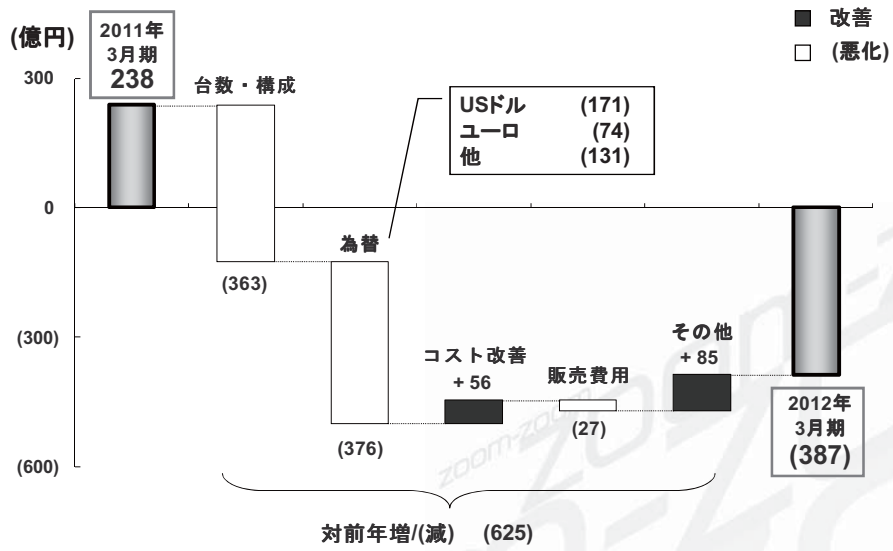 (億円)
■ 改善
□ (悪化)
2011年
3月期
238
300
0
(300)
(600)
台数・構成
(363)
為替
(376)
USドル (171)
ユーロ (74)
他 (131)
コスト改善
+ 56
販売費用
(27)
その他
+ 85
2012年
3月期
(387)
対前年増/(減) (625)
zoom-zoom